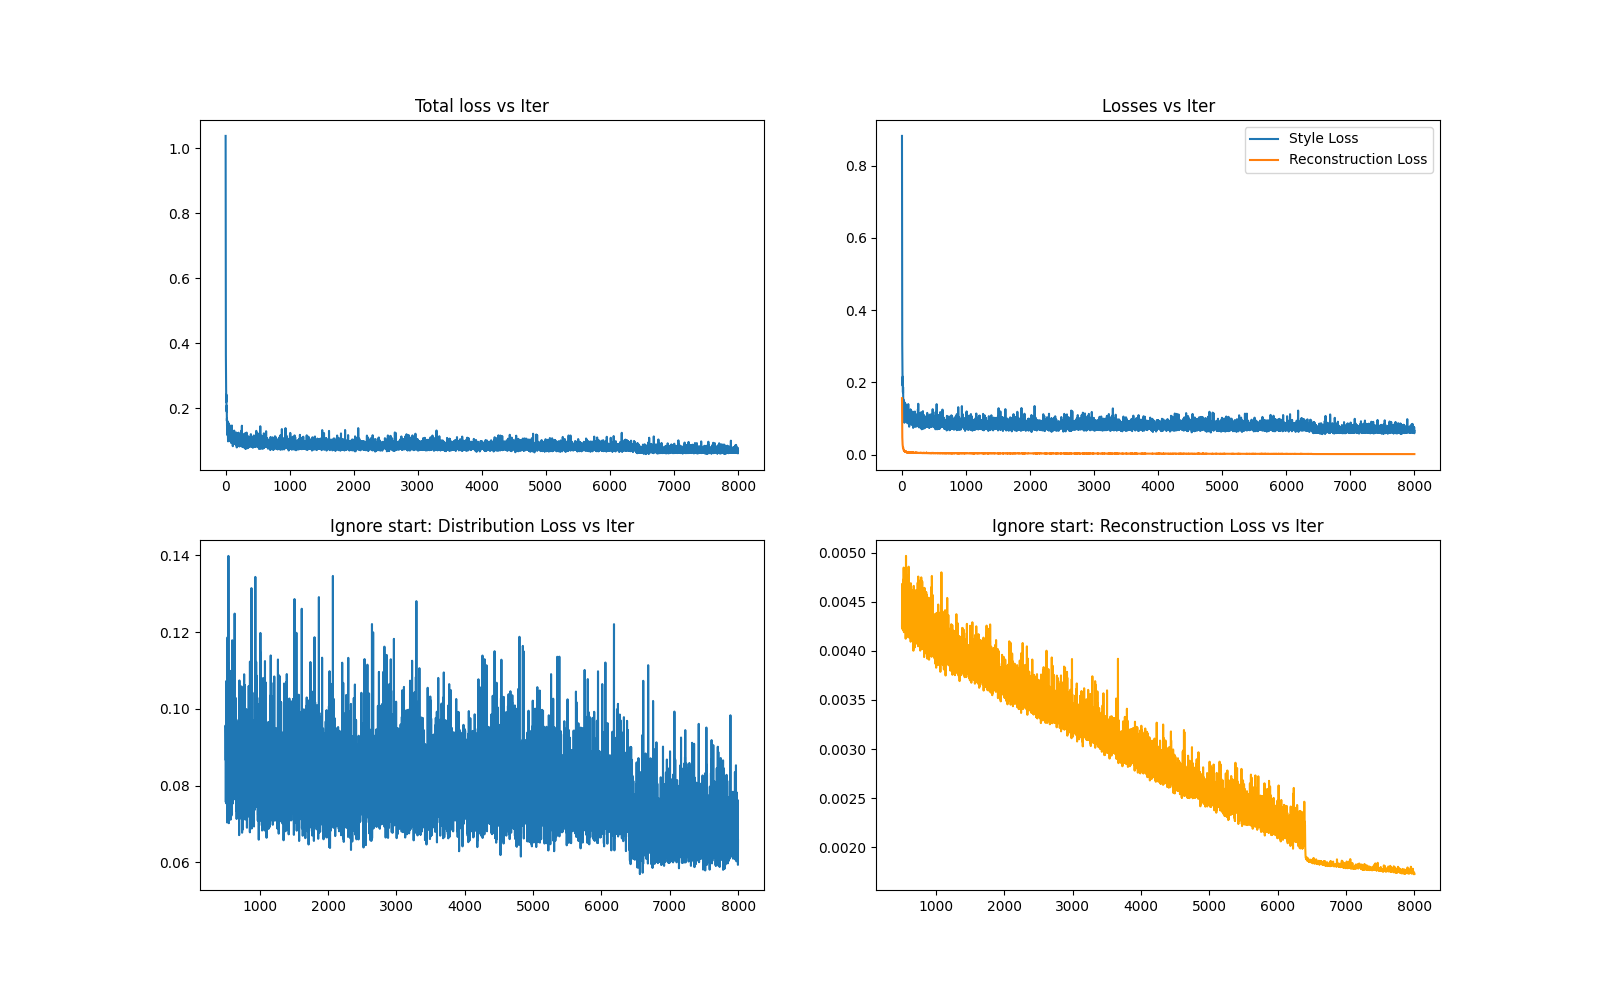 Total loss vs Iter
1.0
0.8
0.6
0.4
0.2
0 1000 2000 3000 4000 5000 6000 7000 8000
Losses vs Iter
Style Loss
Reconstruction Loss
0.8
0.6
0.4
0.2
0.0
0 1000 2000 3000 4000 5000 6000 7000 8000
Ignore start: Distribution Loss vs Iter
0.14
0.12
0.10
0.08
0.06
1000 2000 3000 4000 5000 6000 7000 8000
Ignore start: Reconstruction Loss vs Iter
0.0050
0.0045
0.0040
0.0035
0.0030
0.0025
0.0020
1000 2000 3000 4000 5000 6000 7000 8000